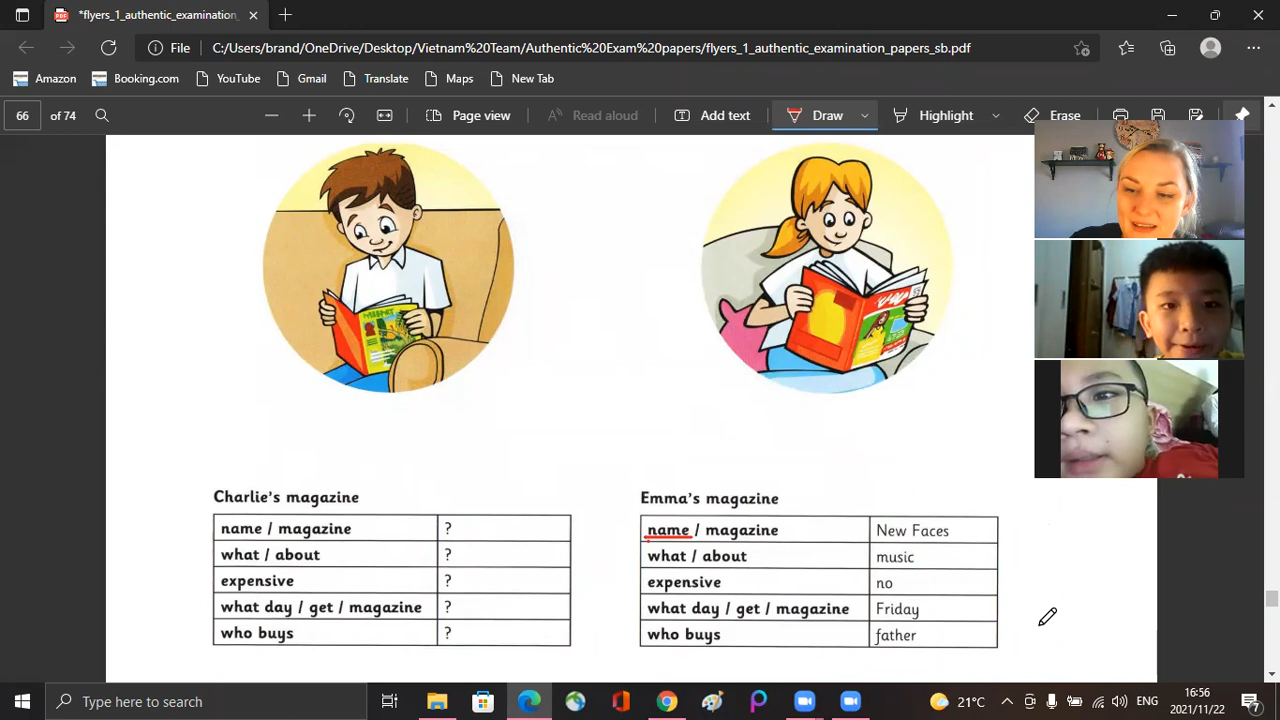 *flyers_1_authentic_examination_
File C:/Users/brand/OneDrive/Desktop/Vietnam%20Team/Authentic%20Exam%20papers/flyers_1_authentic_examination_papers_sb.pdf
Amazon Booking.com YouTube Gmail Translate Maps New Tab
66 of 74 Page view Read aloud Add text Draw Highlight Erase
Charlie's magazine
name / magazine ?
what / about ?
expensive ?
what day / get / magazine ?
who buys ?
Emma's magazine
name / magazine New Faces
what / about music
expensive no
what day / get / magazine Friday
who buys father
Type here to search
21°C ENG 16:56
2021/11/22
7